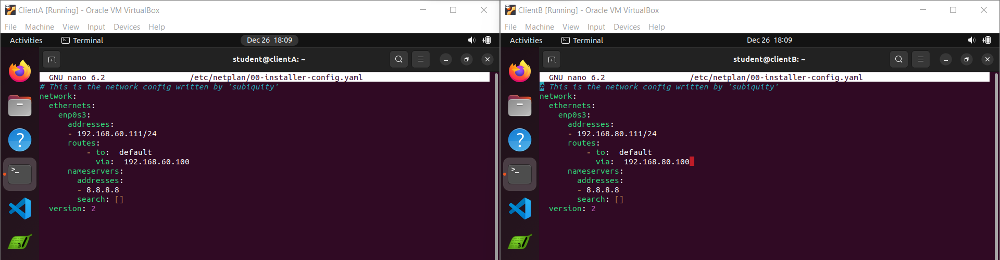 ClientA [Running] - Oracle VM VirtualBox
File Machine View Input Devices Help
Activities Terminal Dec 26 18:09
student@clientA: ~
GNU nano 6.2 /etc/netplan/00-installer-config.yaml
# This is the network config written by 'subiquity'
network:
  ethernets:
    enp0s3:
      addresses:
      - 192.168.60.111/24
      routes:
          - to:  default
            via:  192.168.60.100
      nameservers:
        addresses:
        - 8.8.8.8
        search: []
  version: 2
ClientB [Running] - Oracle VM VirtualBox
File Machine View Input Devices Help
Activities Terminal Dec 26 18:09
student@clientB: ~
GNU nano 6.2 /etc/netplan/00-installer-config.yaml
# This is the network config written by 'subiquity'
network:
  ethernets:
    enp0s3:
      addresses:
      - 192.168.80.111/24
      routes:
          - to:  default
            via:  192.168.80.100
      nameservers:
        addresses:
        - 8.8.8.8
        search: []
  version: 2